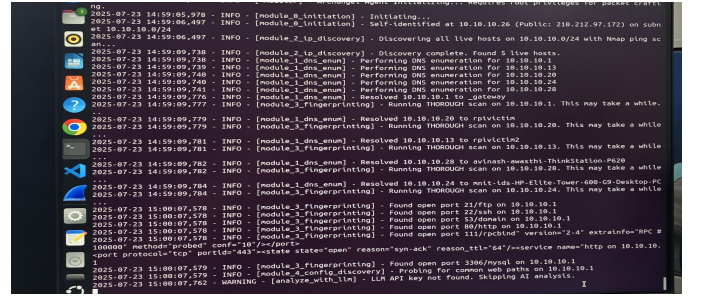 ng.
2025-07-23 14:59:05,978 - INFO - [module_0_initiation] - Initiating...
2025-07-23 14:59:06,497 - INFO - [module_0_initiation] - Self-identified at 10.10.10.26 (Public: 210.212.97.172) on subn
et 10.10.10.0/24
2025-07-23 14:59:06,497 - INFO - [module_2_ip_discovery] - Discovering all live hosts on 10.10.10.0/24 with Nmap ping sc
an...
2025-07-23 14:59:09,738 - INFO - [module_2_ip_discovery] - Discovery complete. Found 5 live hosts.
2025-07-23 14:59:09,738 - INFO - [module_1_dns_enum] - Performing DNS enumeration for 10.10.10.1
2025-07-23 14:59:09,739 - INFO - [module_1_dns_enum] - Performing DNS enumeration for 10.10.10.13
2025-07-23 14:59:09,740 - INFO - [module_1_dns_enum] - Performing DNS enumeration for 10.10.10.20
2025-07-23 14:59:09,740 - INFO - [module_1_dns_enum] - Performing DNS enumeration for 10.10.10.24
2025-07-23 14:59:09,741 - INFO - [module_1_dns_enum] - Performing DNS enumeration for 10.10.10.28
2025-07-23 14:59:09,776 - INFO - [module_1_dns_enum] - Resolved 10.10.10.1 to _gateway
2025-07-23 14:59:09,777 - INFO - [module_3_fingerprinting] - Running THOROUGH scan on 10.10.10.1. This may take a while.
..
2025-07-23 14:59:09,779 - INFO - [module_1_dns_enum] - Resolved 10.10.10.20 to rpivictim
2025-07-23 14:59:09,779 - INFO - [module_3_fingerprinting] - Running THOROUGH scan on 10.10.10.20. This may take a while
...
2025-07-23 14:59:09,781 - INFO - [module_1_dns_enum] - Resolved 10.10.10.13 to rpivictim2
2025-07-23 14:59:09,781 - INFO - [module_3_fingerprinting] - Running THOROUGH scan on 10.10.10.13. This may take a while
...
2025-07-23 14:59:09,782 - INFO - [module_1_dns_enum] - Resolved 10.10.10.28 to avinash-awasthi-ThinkStation-P620
2025-07-23 14:59:09,782 - INFO - [module_3_fingerprinting] - Running THOROUGH scan on 10.10.10.28. This may take a while
...
2025-07-23 14:59:09,784 - INFO - [module_1_dns_enum] - Resolved 10.10.10.24 to mnit-ids-HP-Elite-Tower-600-G9-Desktop-PC
2025-07-23 14:59:09,784 - INFO - [module_3_fingerprinting] - Running THOROUGH scan on 10.10.10.24. This may take a while
...
2025-07-23 15:00:07,578 - INFO - [module_3_fingerprinting] - Found open port 21/ftp on 10.10.10.1
2025-07-23 15:00:07,578 - INFO - [module_3_fingerprinting] - Found open port 22/ssh on 10.10.10.1
2025-07-23 15:00:07,578 - INFO - [module_3_fingerprinting] - Found open port 53/domain on 10.10.10.1
2025-07-23 15:00:07,578 - INFO - [module_3_fingerprinting] - Found open port 80/http on 10.10.10.1
2025-07-23 15:00:07,578 - INFO - [module_3_fingerprinting] - Found open port 111/rpcbind" version="2-4" extrainfo="RPC #
100000" method="probed" conf="10"/></port>
<port protocol="tcp" portid="443"><state state="open" reason="syn-ack" reason_ttl="64"/><service name="http on 10.10.10.
1
2025-07-23 15:00:07,579 - INFO - [module_3_fingerprinting] - Found open port 3306/mysql on 10.10.10.1
2025-07-23 15:00:07,579 - INFO - [module_4_config_discovery] - Probing for common web paths on 10.10.10.1
2025-07-23 15:00:07,762 - WARNING - [analyze_with_llm] - LLM API key not found. Skipping AI analysis.